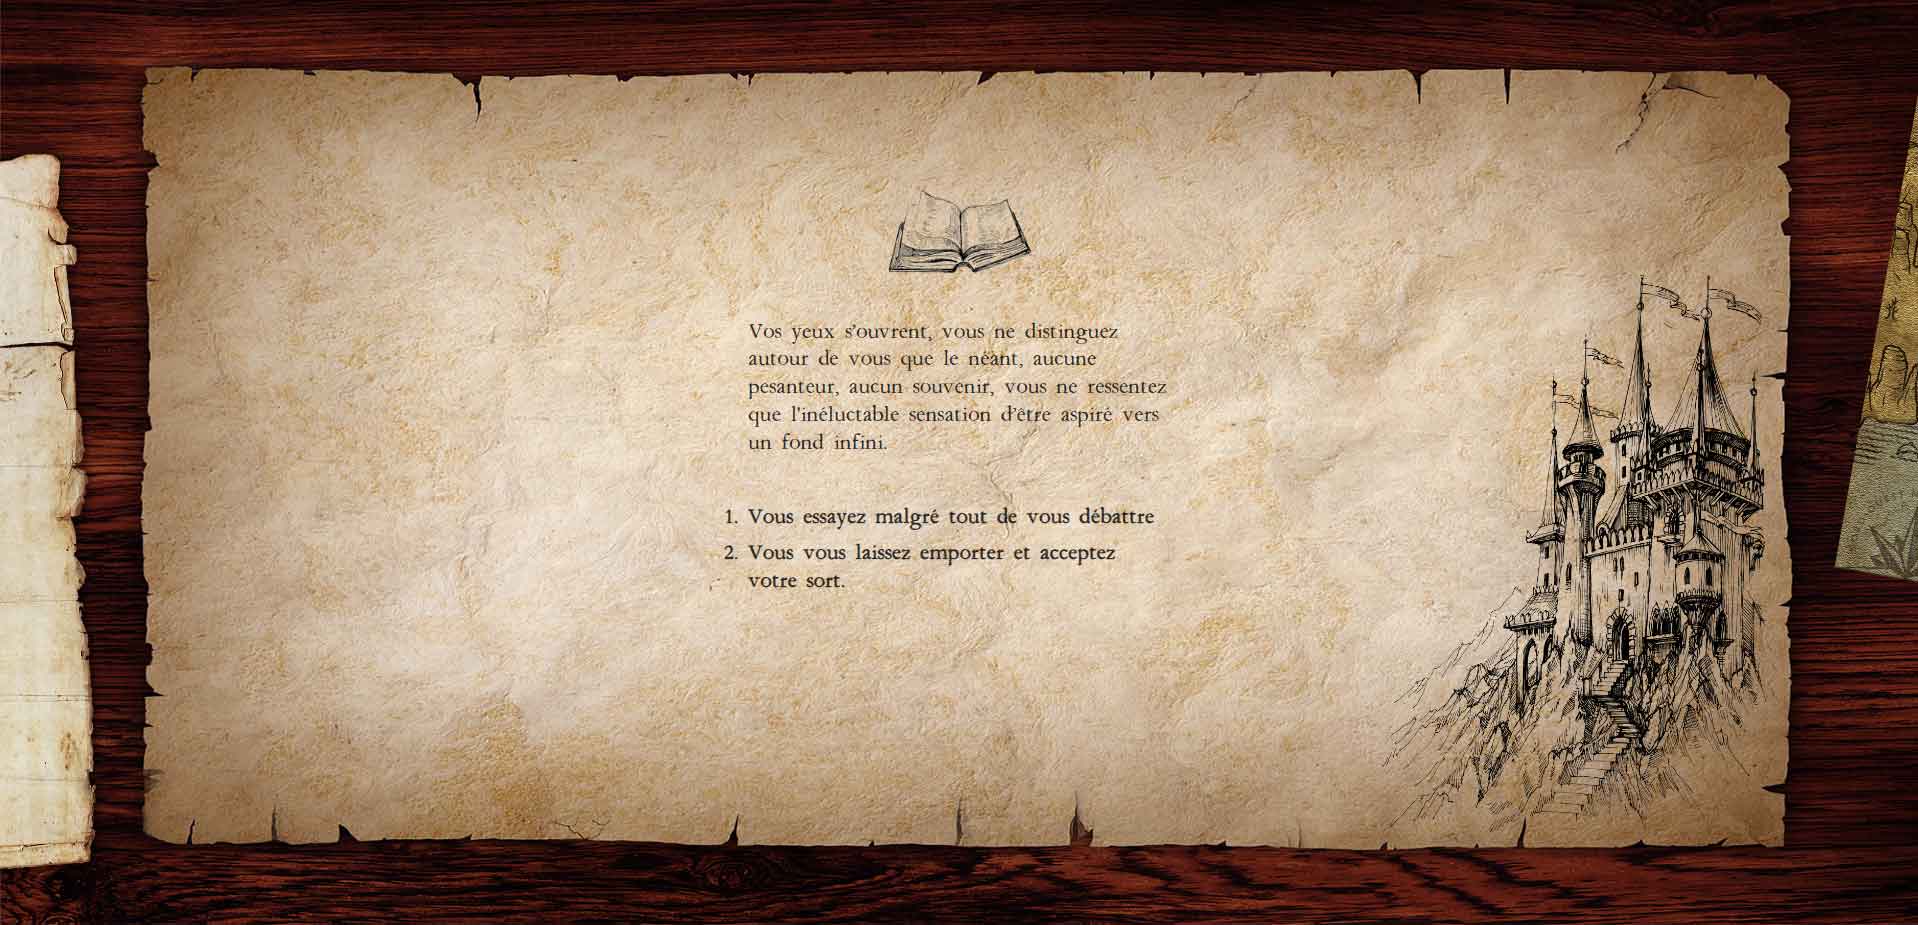 Vos yeux s'ouvrent, vous ne distinguez
autour de vous que le néant, aucune
pesanteur, aucun souvenir, vous ne ressentez
que l'inéluctable sensation d'être aspiré vers
un fond infini.
1. Vous essayez malgré tout de vous débattre
2. Vous vous laissez emporter et acceptez
votre sort.